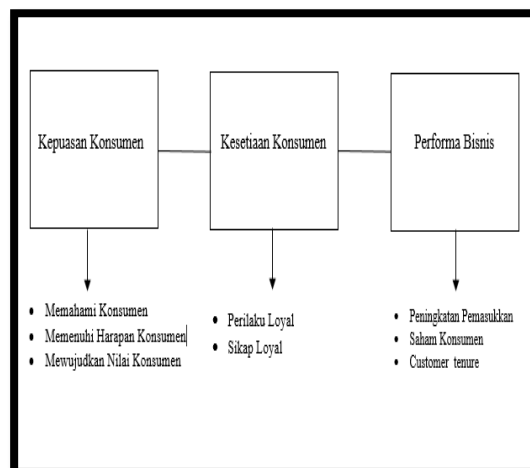 Kepuasan Konsumen
Kesetiaan Konsumen
Performa Bisnis
• Memahami Konsumen
• Memenuhi Harapan Konsumen
• Mewujudkan Nilai Konsumen
• Perilaku Loyal
• Sikap Loyal
• Peningkatan Pemasukkan
• Saham Konsumen
• Customer tenure